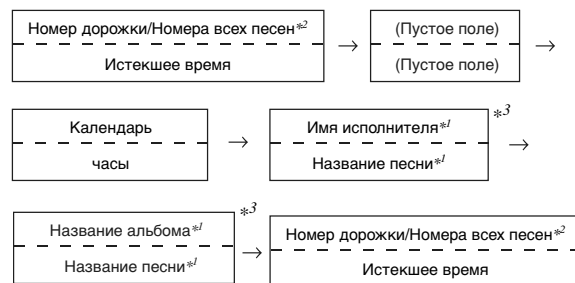 Номер дорожки/Номера всех песен*2 → (Пустое поле) →
Истекшее время (Пустое поле)
Календарь → Имя исполнителя*1 *3 →
часы Название песни*1
Название альбома*1 *3 → Номер дорожки/Номера всех песен*2
Название песни*1 Истекшее время